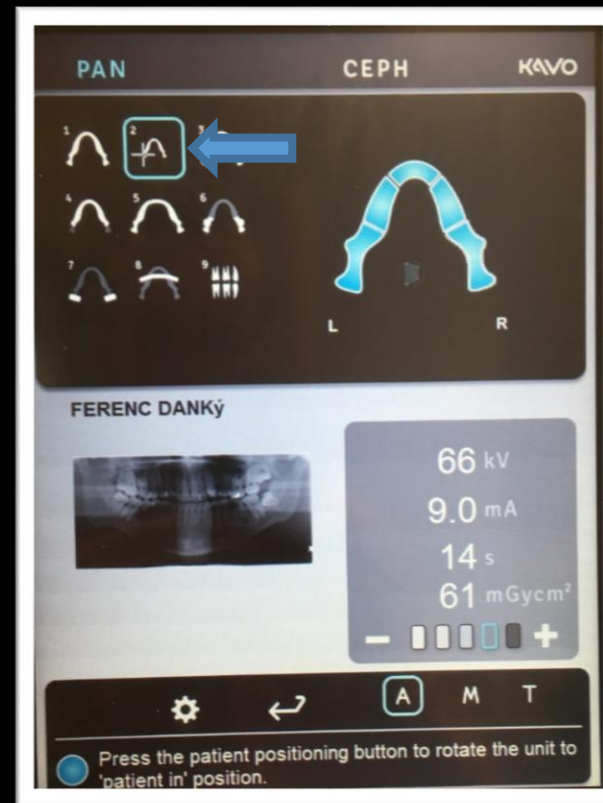 PAN CEPH KAVO
1 2 3
4 5 6
7 8 9
L R
FERENC DANKý
66 kV
9.0 mA
14 s
61 mGycm²
A M T
Press the patient positioning button to rotate the unit to
'patient in' position.